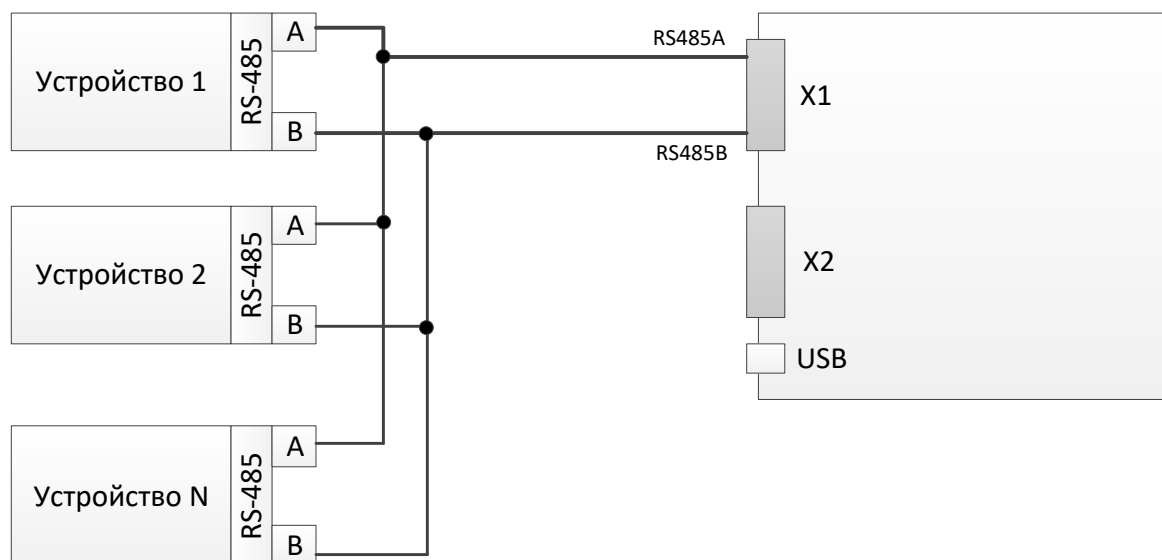 Устройство 1
RS-485
A
B
RS485A
RS485B
X1
Устройство 2
RS-485
A
B
X2
USB
Устройство N
RS-485
A
B